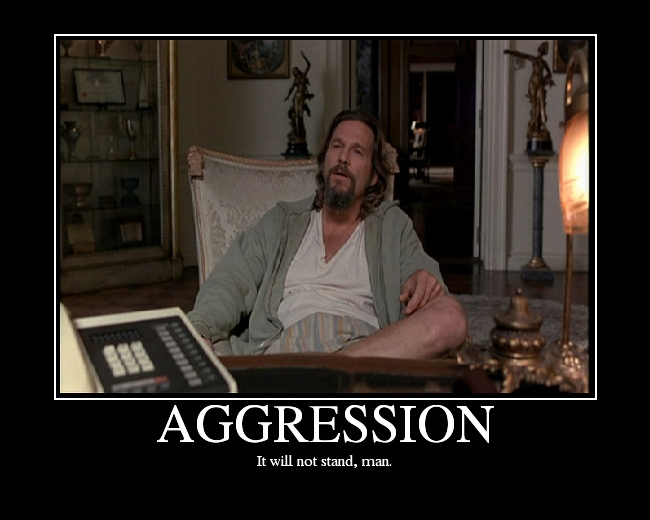 AGGRESSION
It will not stand, man.